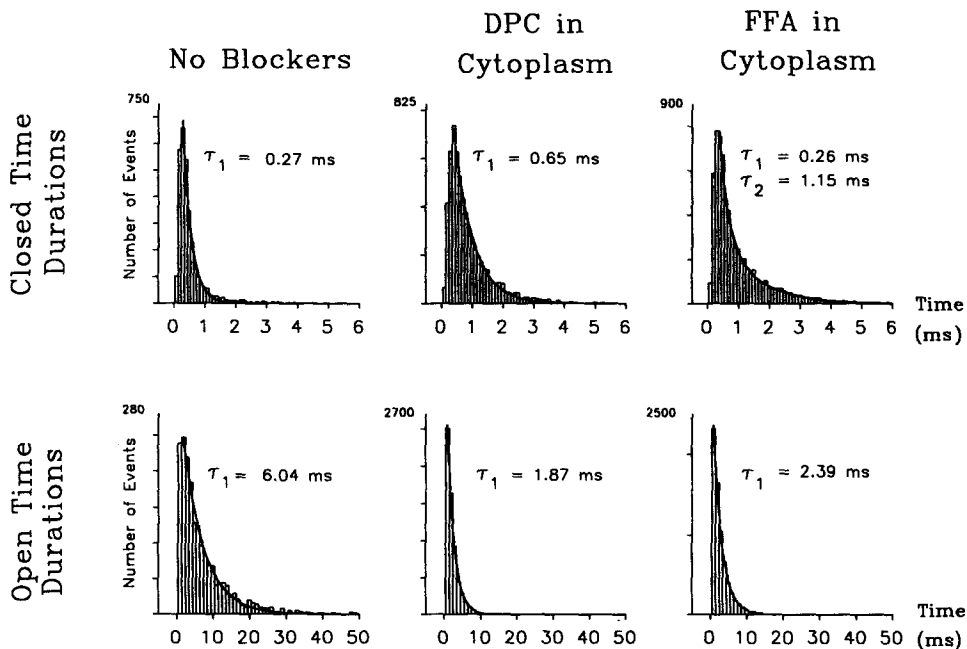 No Blockers
DPC in
Cytoplasm
FFA in
Cytoplasm
Closed Time
Durations
Number of Events
750
τ1 = 0.27 ms
0 1 2 3 4 5 6
825
τ1 = 0.65 ms
0 1 2 3 4 5 6
900
τ1 = 0.26 ms
τ2 = 1.15 ms
0 1 2 3 4 5 6
Time
(ms)
Open Time
Durations
Number of Events
280
τ1 = 6.04 ms
0 10 20 30 40 50
2700
τ1 = 1.87 ms
0 10 20 30 40 50
2500
τ1 = 2.39 ms
0 10 20 30 40 50
Time
(ms)